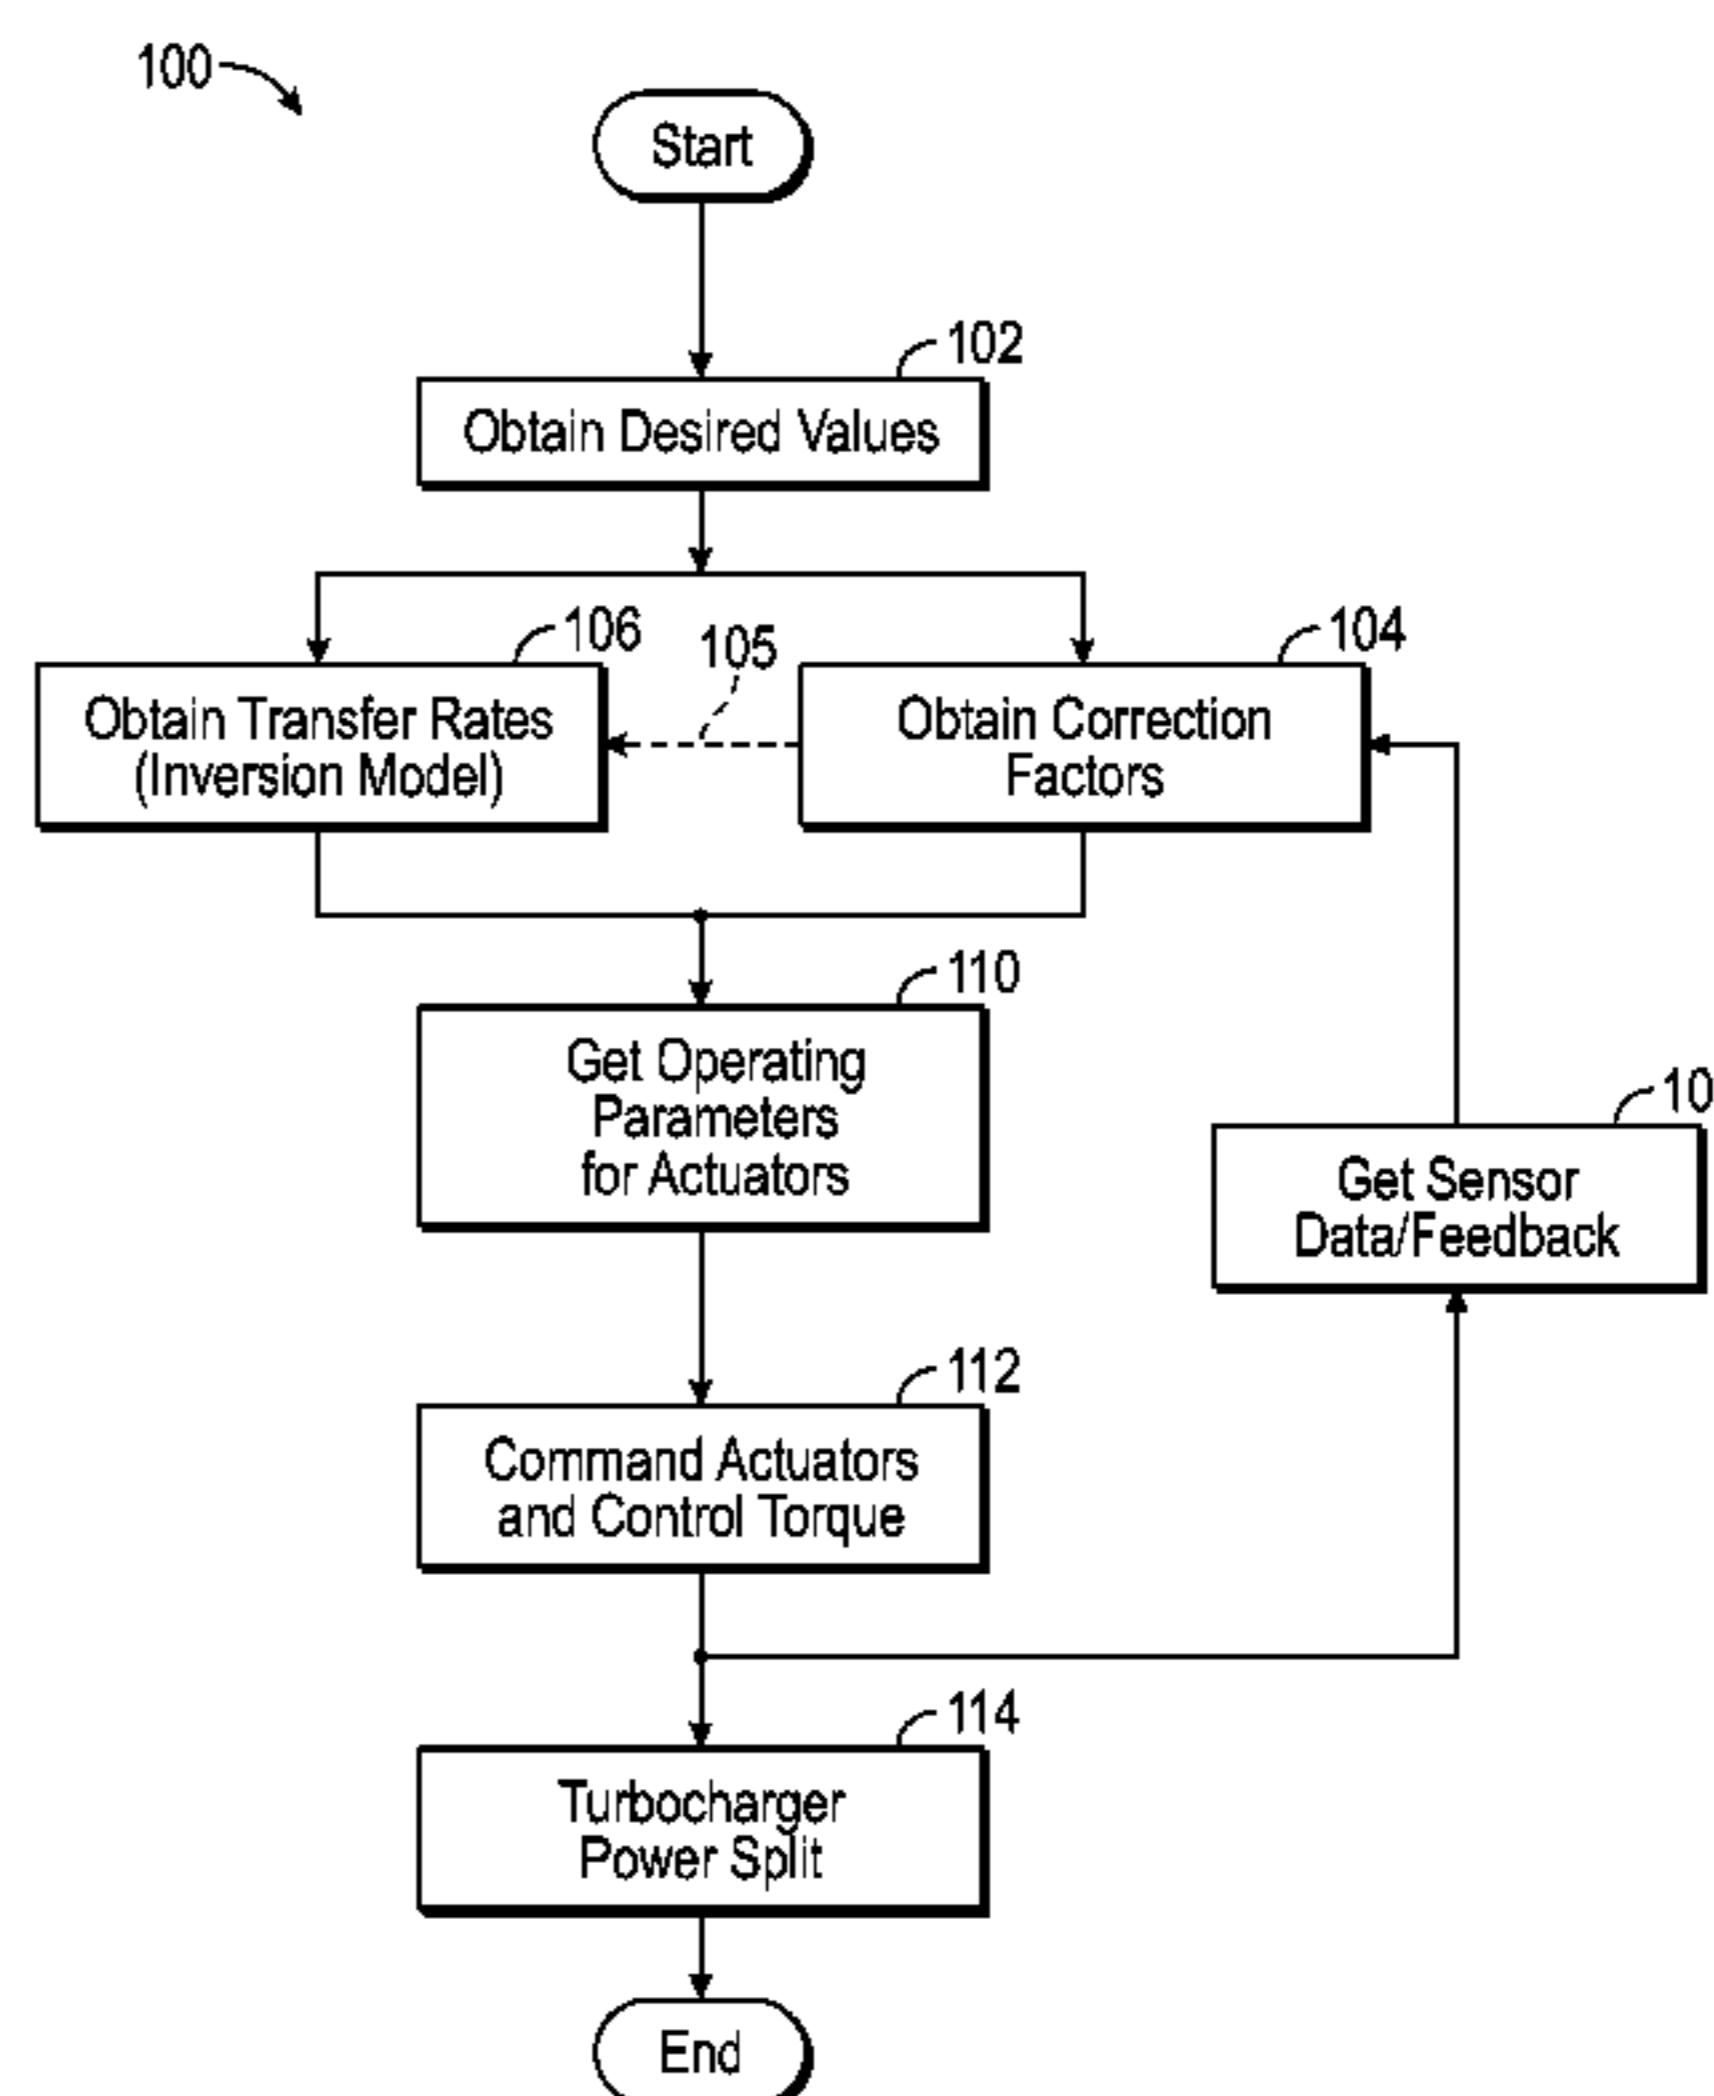 100
Start
102
Obtain Desired Values
106
105
104
Obtain Transfer Rates
(Inversion Model)
Obtain Correction
Factors
110
Get Operating
Parameters
for Actuators
10
Get Sensor
Data/Feedback
112
Command Actuators
and Control Torque
114
Turbocharger
Power Split
End